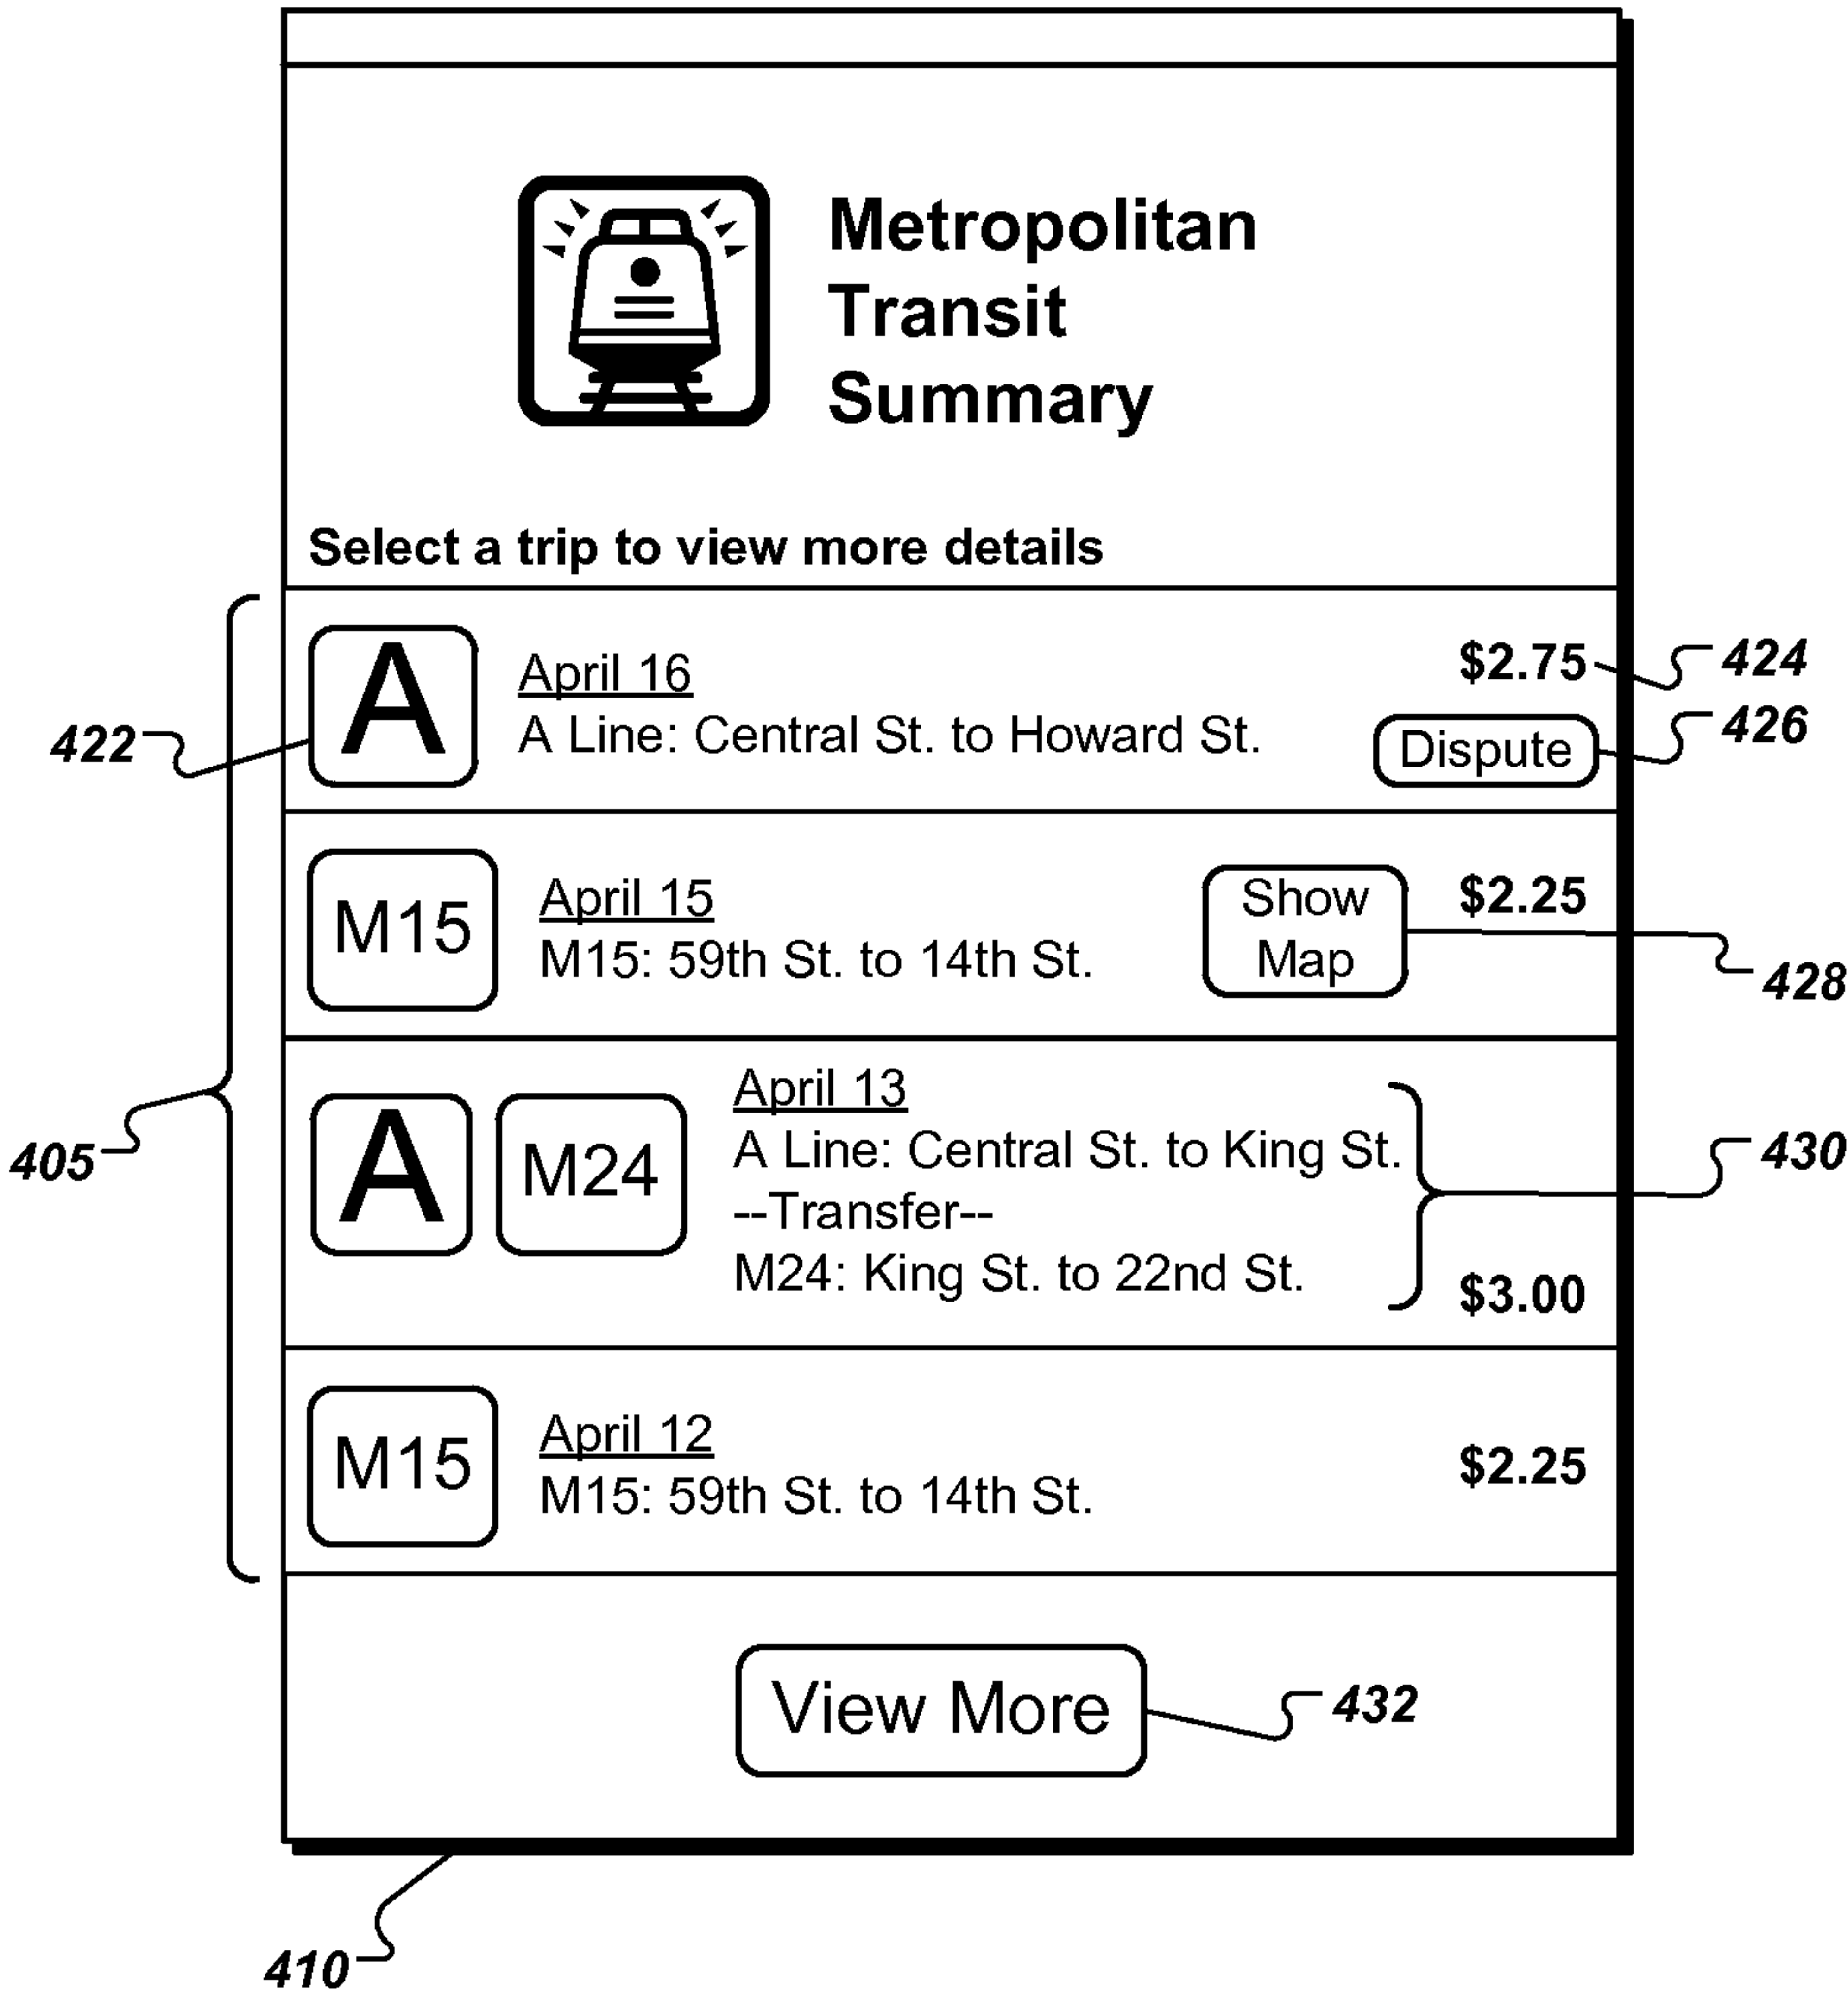 Metropolitan
Transit
Summary
Select a trip to view more details
A
April 16
A Line: Central St. to Howard St.
$2.75
Dispute
424
426
422
M15
April 15
M15: 59th St. to 14th St.
Show
Map
$2.25
428
A
M24
April 13
A Line: Central St. to King St.
--Transfer--
M24: King St. to 22nd St.
$3.00
430
405
M15
April 12
M15: 59th St. to 14th St.
$2.25
View More
432
410